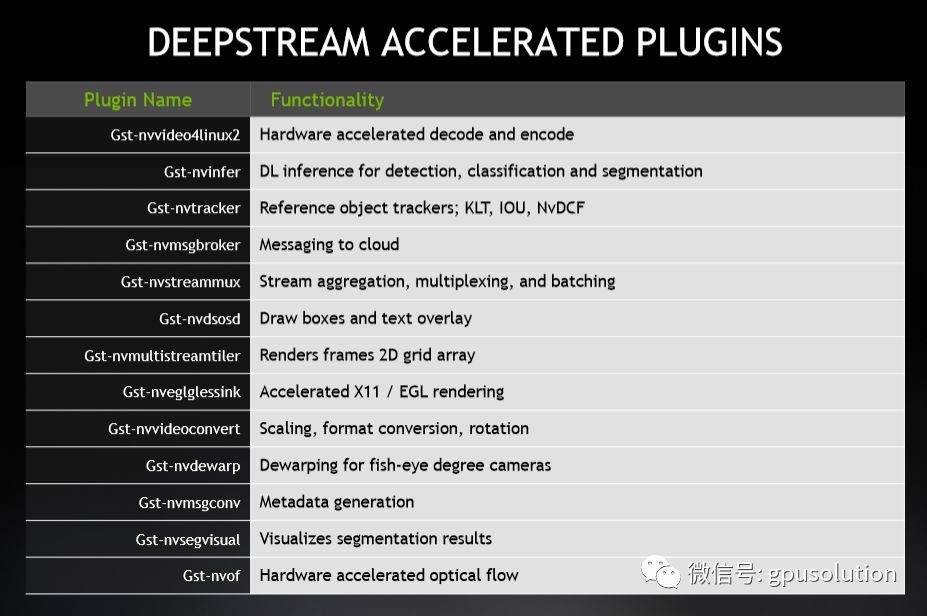 DEEPSTREAM ACCELERATED PLUGINS
Plugin Name Functionality
Gst-nvvideo4linux2 Hardware accelerated decode and encode
Gst-nvinfer DL inference for detection, classification and segmentation
Gst-nvtracker Reference object trackers; KLT, IOU, NvDCF
Gst-nvmsgbroker Messaging to cloud
Gst-nvstreammux Stream aggregation, multiplexing, and batching
Gst-nvdsosd Draw boxes and text overlay
Gst-nvmultistreamtiler Renders frames 2D grid array
Gst-nveglglessink Accelerated X11 / EGL rendering
Gst-nvvideoconvert Scaling, format conversion, rotation
Gst-nvdewarp Dewarping for fish-eye degree cameras
Gst-nvmsgconv Metadata generation
Gst-nvsegvisual Visualizes segmentation results
Gst-nvof Hardware accelerated optical flow
微信号: gpusolution